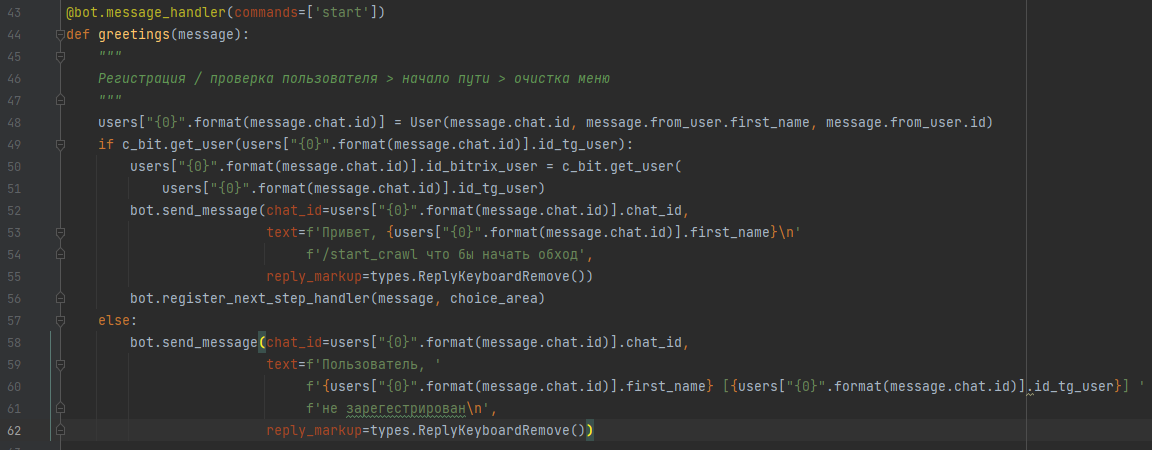 43 @bot.message_handler(commands=['start'])
44 def greetings(message):
45     """
46     Регистрация / проверка пользователя > начало пути > очистка меню
47     """
48     users["{0}".format(message.chat.id)] = User(message.chat.id, message.from_user.first_name, message.from_user.id)
49     if c_bit.get_user(users["{0}".format(message.chat.id)].id_tg_user):
50         users["{0}".format(message.chat.id)].id_bitrix_user = c_bit.get_user(
51             users["{0}".format(message.chat.id)].id_tg_user)
52         bot.send_message(chat_id=users["{0}".format(message.chat.id)].chat_id,
53                          text=f'Привет, {users["{0}".format(message.chat.id)].first_name}\n'
54                               f'/start_crawl что бы начать обход',
55                          reply_markup=types.ReplyKeyboardRemove())
56         bot.register_next_step_handler(message, choice_area)
57     else:
58         bot.send_message(chat_id=users["{0}".format(message.chat.id)].chat_id,
59                          text=f'Пользователь, '
60                               f'{users["{0}".format(message.chat.id)].first_name} [{users["{0}".format(message.chat.id)].id_tg_user}] '
61                               f'не зарегестрирован\n',
62                          reply_markup=types.ReplyKeyboardRemove())